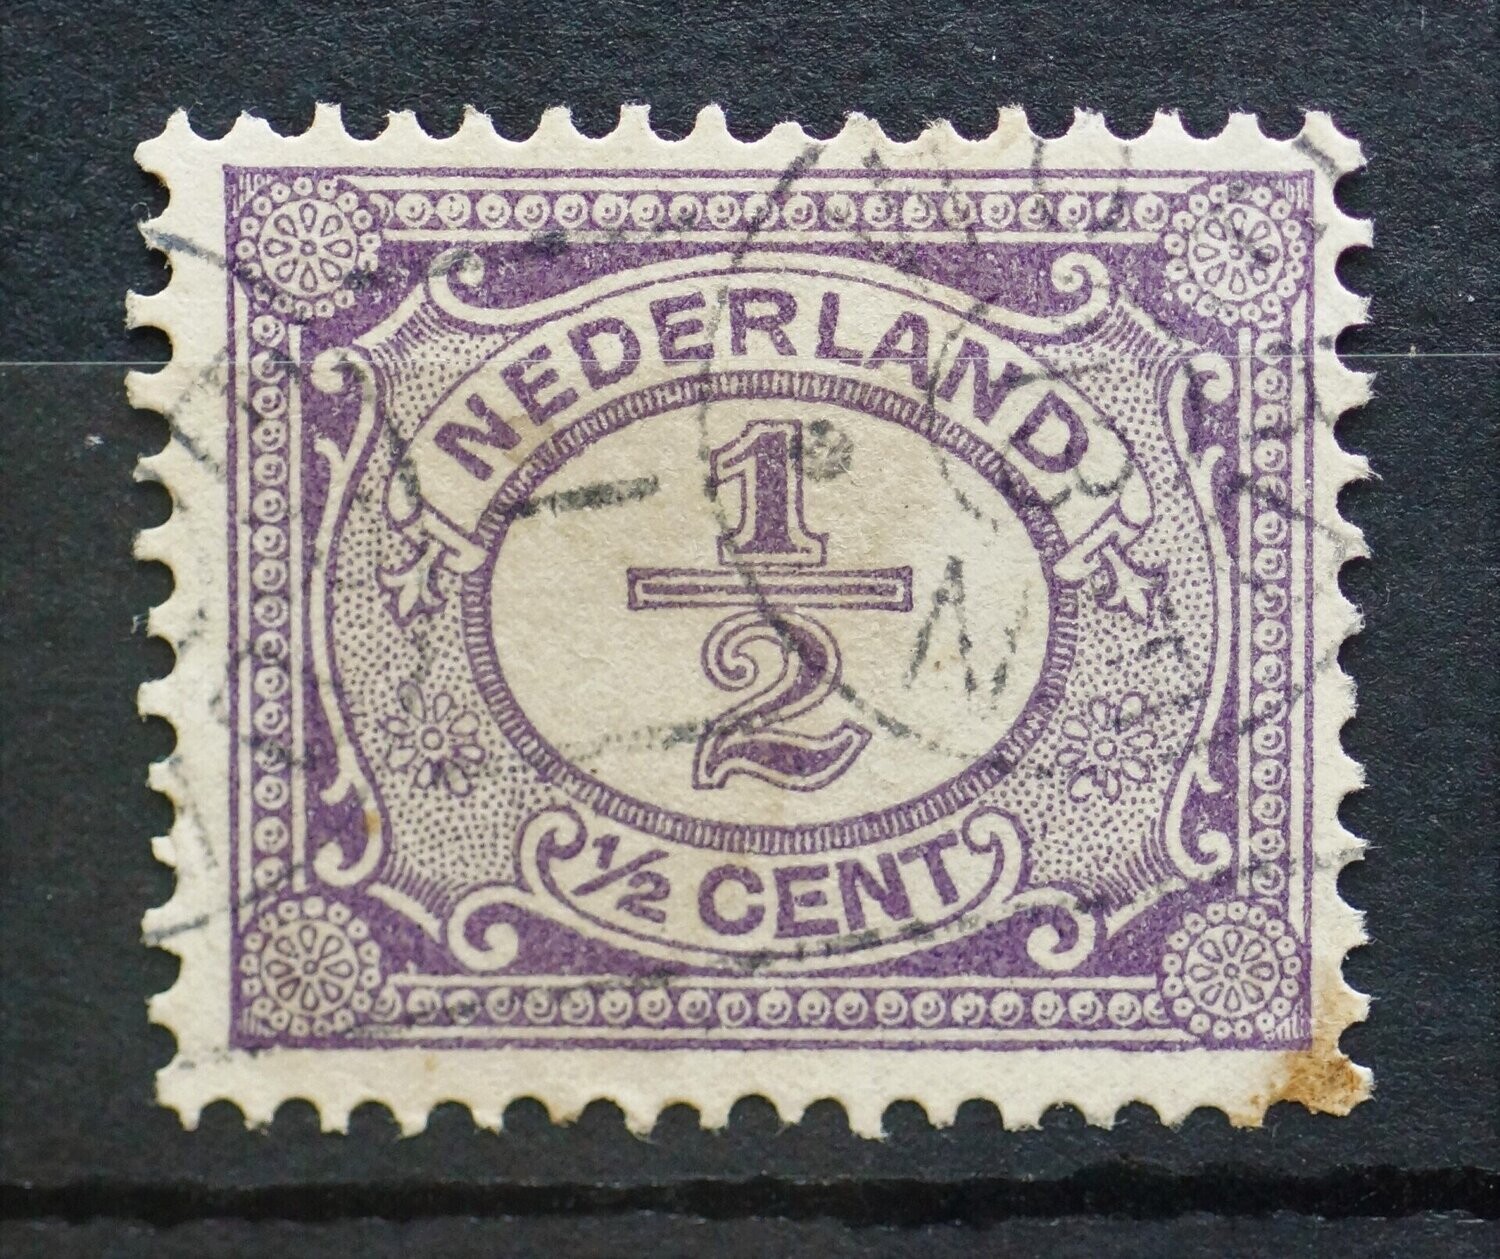 NEDERLAND
1/2
½ CENT